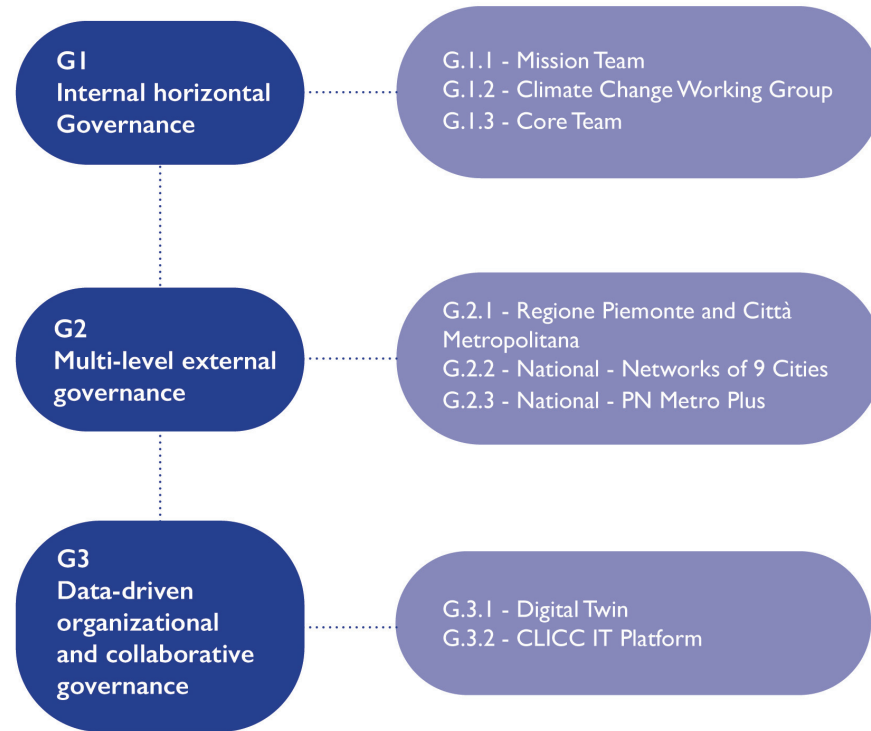 G1
Internal horizontal
Governance
G.1.1 - Mission Team
G.1.2 - Climate Change Working Group
G.1.3 - Core Team
G2
Multi-level external
governance
G.2.1 - Regione Piemonte and Città
Metropolitana
G.2.2 - National - Networks of 9 Cities
G.2.3 - National - PN Metro Plus
G3
Data-driven
organizational
and collaborative
governance
G.3.1 - Digital Twin
G.3.2 - CLICC IT Platform